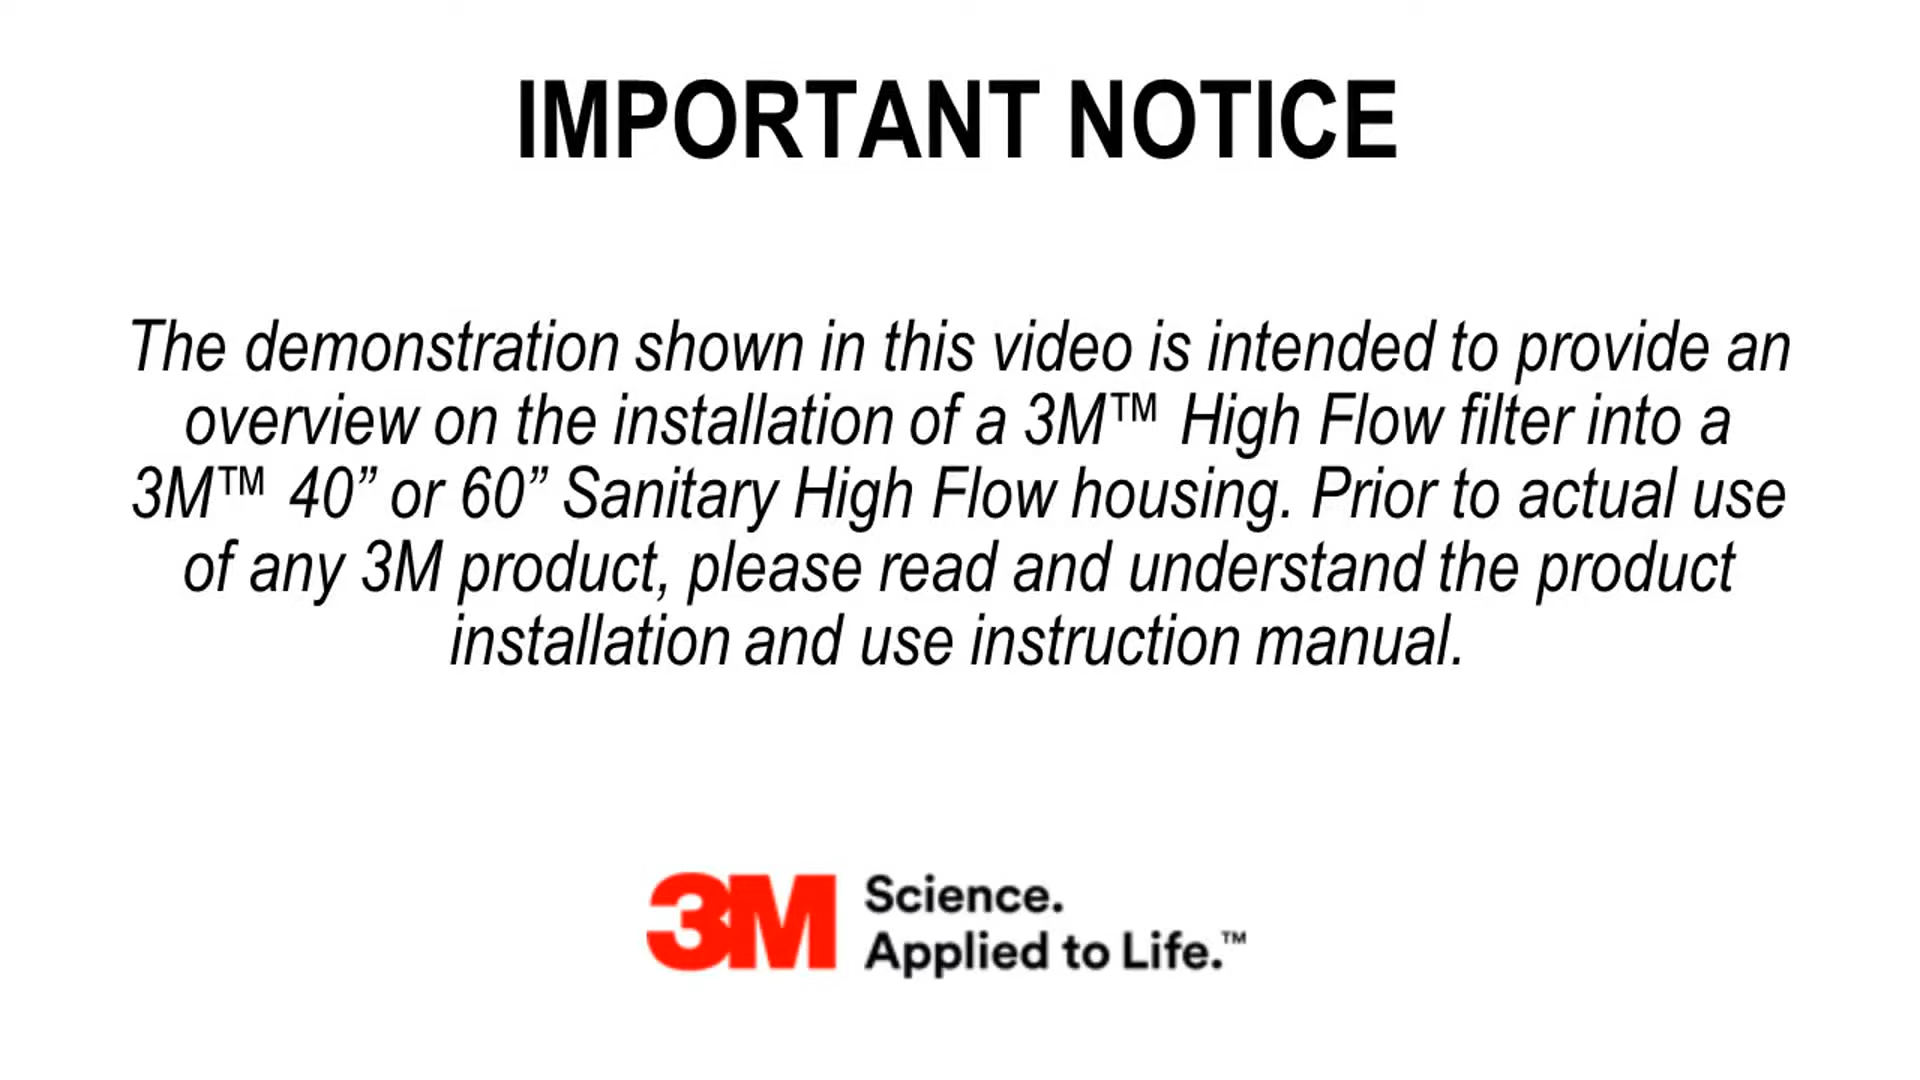 IMPORTANT NOTICE
The demonstration shown in this video is intended to provide an
overview on the installation of a 3M™ High Flow filter into a
3M™ 40” or 60” Sanitary High Flow housing. Prior to actual use
of any 3M product, please read and understand the product
installation and use instruction manual.
3M Science.
Applied to Life.™